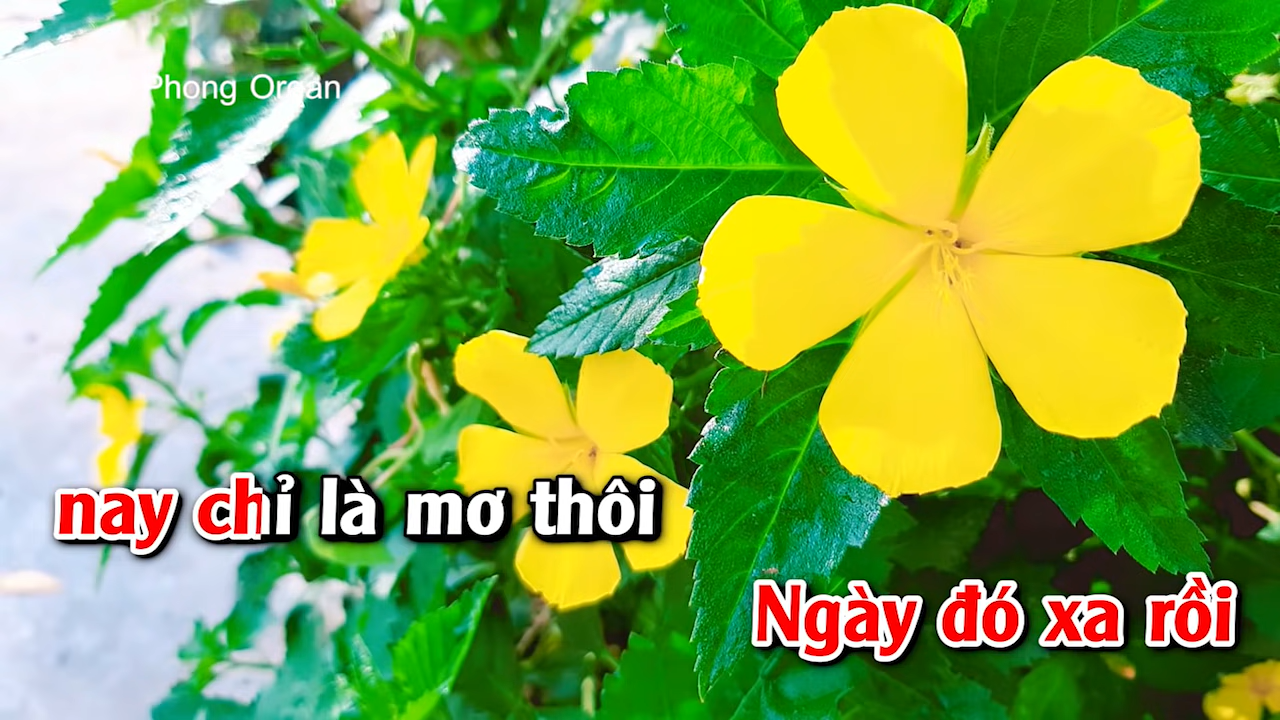 Phong Organ
nay chỉ là mơ thôi
Ngày đó xa rồi